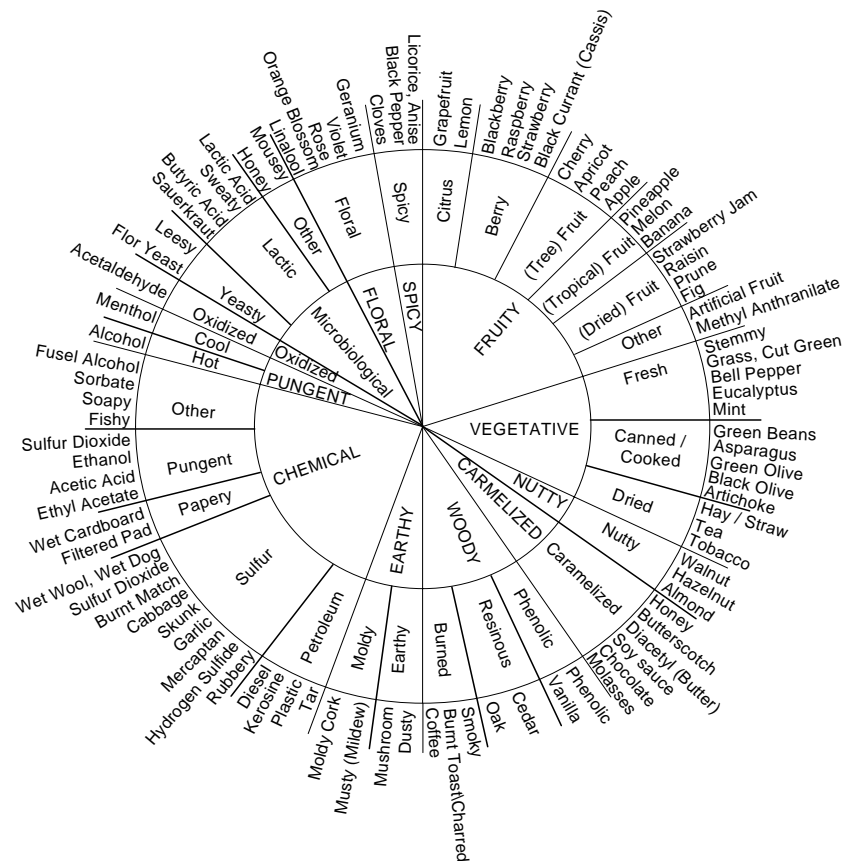 SPICY
Spicy
Licorice, Anise
Black Pepper
Cloves
FRUITY
Citrus
Grapefruit
Lemon
Berry
Blackberry
Raspberry
Strawberry
Black Currant (Cassis)
(Tree) Fruit
Cherry
Apricot
Peach
Apple
(Tropical) Fruit
Pineapple
Melon
Banana
(Dried) Fruit
Strawberry Jam
Raisin
Prune
Fig
Other
Artificial Fruit
Methyl Anthranilate
VEGETATIVE
Fresh
Stemmy
Grass, Cut Green
Bell Pepper
Eucalyptus
Mint
Canned /
Cooked
Green Beans
Asparagus
Green Olive
Black Olive
Artichoke
Dried
Hay / Straw
Tea
Tobacco
NUTTY
Nutty
Walnut
Hazelnut
Almond
CARMELIZED
Caramelized
Honey
Butterscotch
Diacetyl (Butter)
Soy sauce
Chocolate
Molasses
WOODY
Phenolic
Phenolic
Vanilla
Resinous
Cedar
Oak
Burned
Smoky
Burnt Toast\Charred
Coffee
EARTHY
Earthy
Dusty
Mushroom
Moldy
Musty (Mildew)
Moldy Cork
CHEMICAL
Petroleum
Tar
Plastic
Kerosine
Diesel
Sulfur
Rubbery
Hydrogen Sulfide
Mercaptan
Garlic
Skunk
Cabbage
Burnt Match
Sulfur Dioxide
Wet Wool, Wet Dog
Papery
Filtered Pad
Wet Cardboard
Pungent
Ethyl Acetate
Acetic Acid
Ethanol
Sulfur Dioxide
Other
Fishy
Soapy
Sorbate
Fusel Alcohol
PUNGENT
Hot
Alcohol
Cool
Menthol
Oxidized
Oxidized
Acetaldehyde
Microbiological
Yeasty
Flor Yeast
Leesy
Lactic
Sauerkraut
Butyric Acid
Sweaty
Lactic Acid
Other
Honey
Mousey
FLORAL
Floral
Linalool
Orange Blossom
Rose
Violet
Geranium